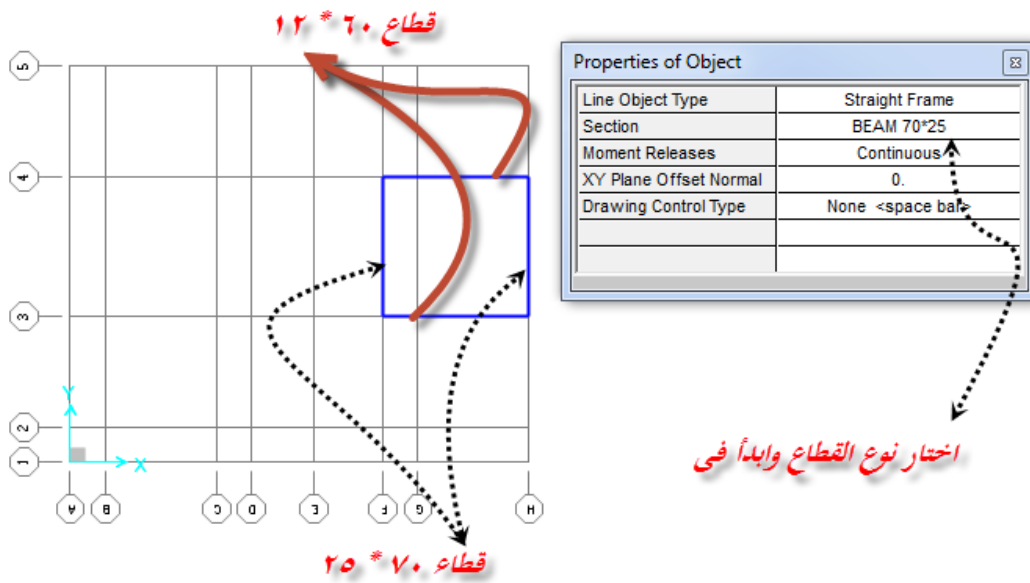 قطاع ٦٠ * ١٢
Properties of Object
Line Object Type Straight Frame
Section BEAM 70*25
Moment Releases Continuous
XY Plane Offset Normal 0.
Drawing Control Type None <space bar>
5
4
3
2
1
Y
X
A B C D E F G H
اختار نوع القطاع وابدأ فى
قطاع ٧٠ * ٢٥